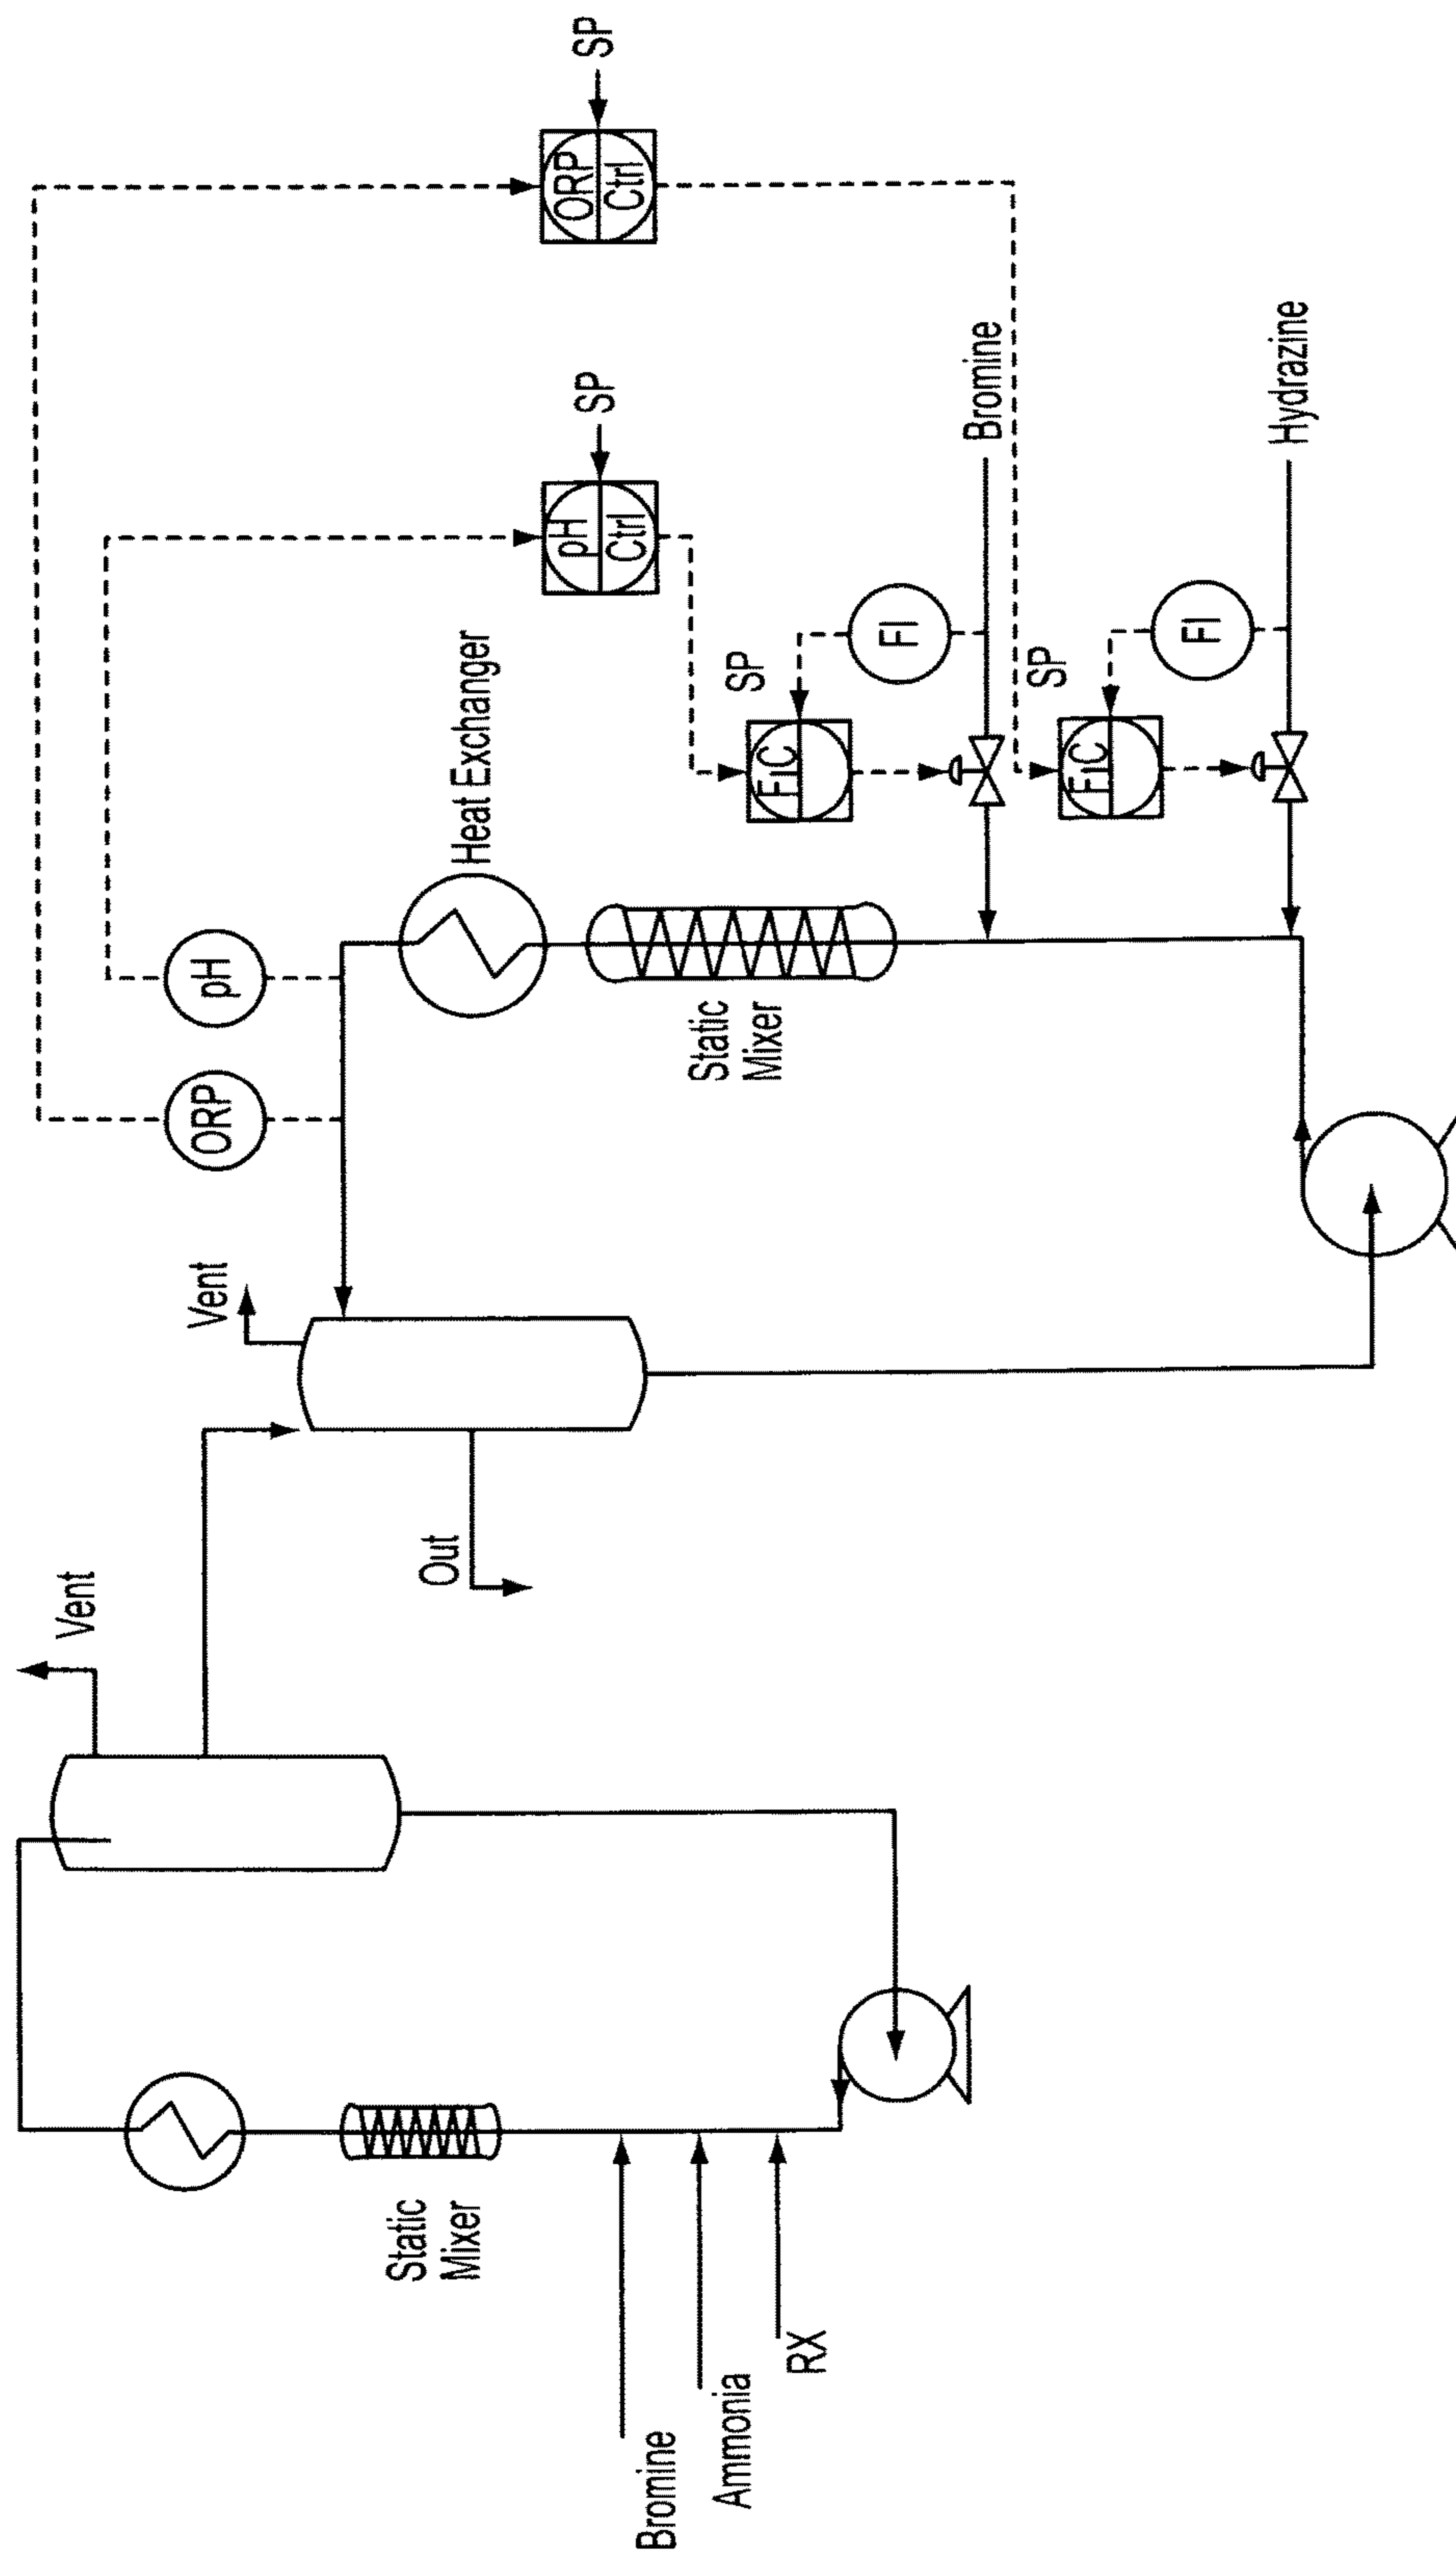 Vent
Static
Mixer
Bromine
Ammonia
RX
Vent
Out
ORP
pH
Heat Exchanger
Static
Mixer
pH
Ctrl
SP
ORP
Ctrl
SP
SP
FIC
FI
Bromine
SP
FIC
FI
Hydrazine